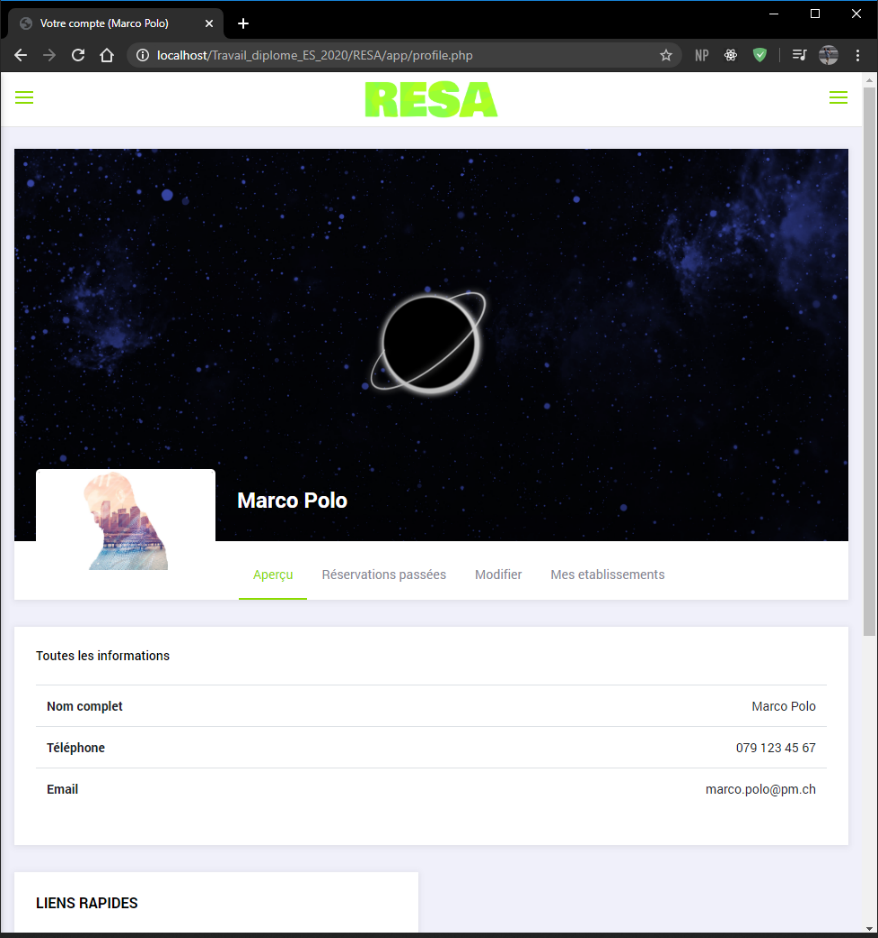 Votre compte (Marco Polo)
localhost/Travail_diplome_ES_2020/RESA/app/profile.php
NP
RESA
Marco Polo
Aperçu Réservations passées Modifier Mes etablissements
Toutes les informations
Nom complet Marco Polo
Téléphone 079 123 45 67
Email marco.polo@pm.ch
LIENS RAPIDES